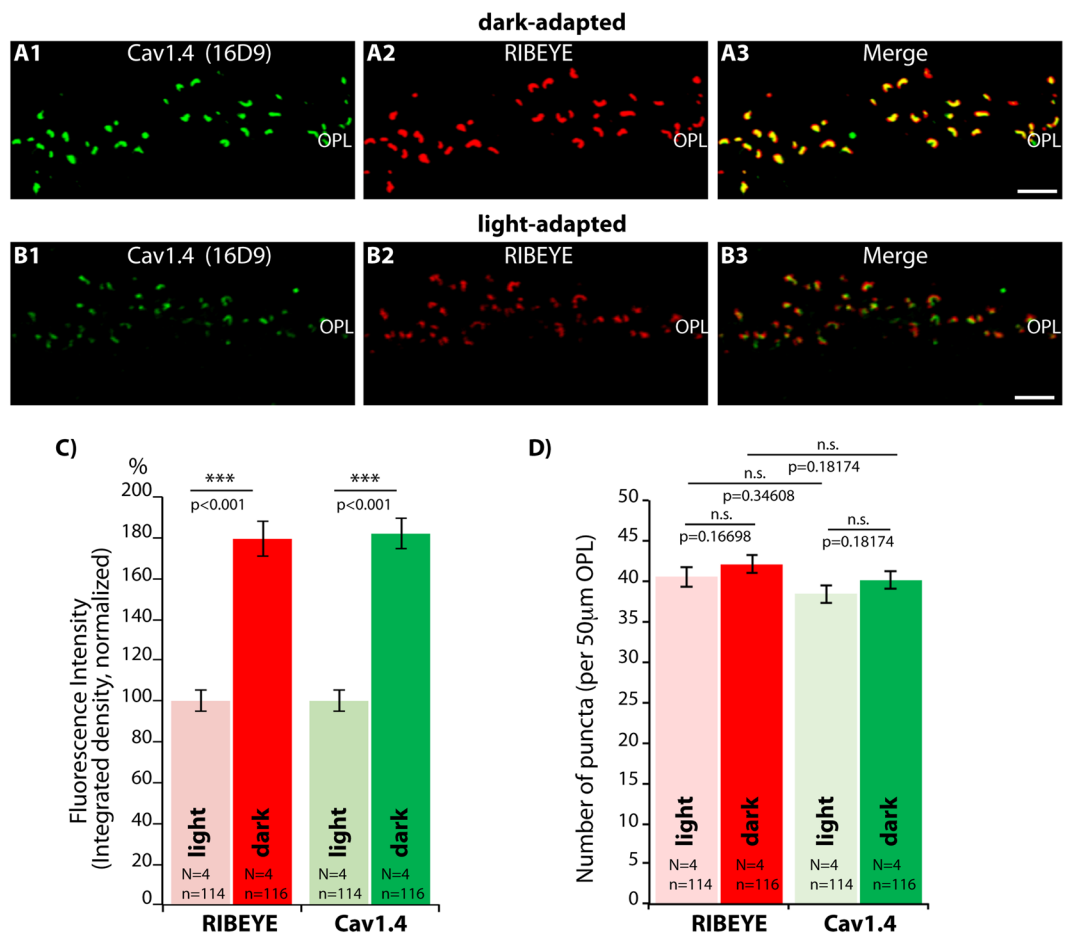 dark-adapted
A1 Cav1.4 (16D9)
A2 RIBEYE
A3 Merge
OPL
OPL
OPL
light-adapted
B1 Cav1.4 (16D9)
B2 RIBEYE
B3 Merge
OPL
OPL
OPL
C)
%
200
180
160
140
120
100
80
60
40
20
0
Fluorescence Intensity
(Integrated density, normalized)
***
p<0.001
***
p<0.001
light
N=4
n=114
dark
N=4
n=116
light
N=4
n=114
dark
N=4
n=116
RIBEYE
Cav1.4
D)
n.s.
p=0.18174
n.s.
p=0.34608
n.s.
p=0.16698
n.s.
p=0.18174
50
45
40
35
30
25
20
15
10
5
0
Number of puncta (per 50μm OPL)
light
N=4
n=114
dark
N=4
n=116
light
N=4
n=114
dark
N=4
n=116
RIBEYE
Cav1.4